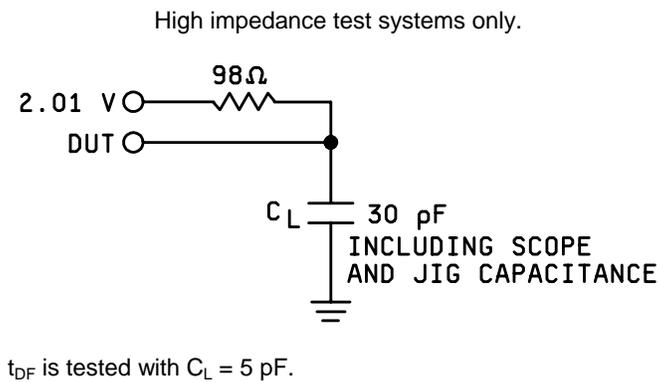 High impedance test systems only.
98Ω
2.01 V
DUT
CL 30 pF
INCLUDING SCOPE
AND JIG CAPACITANCE
tDF is tested with CL = 5 pF.